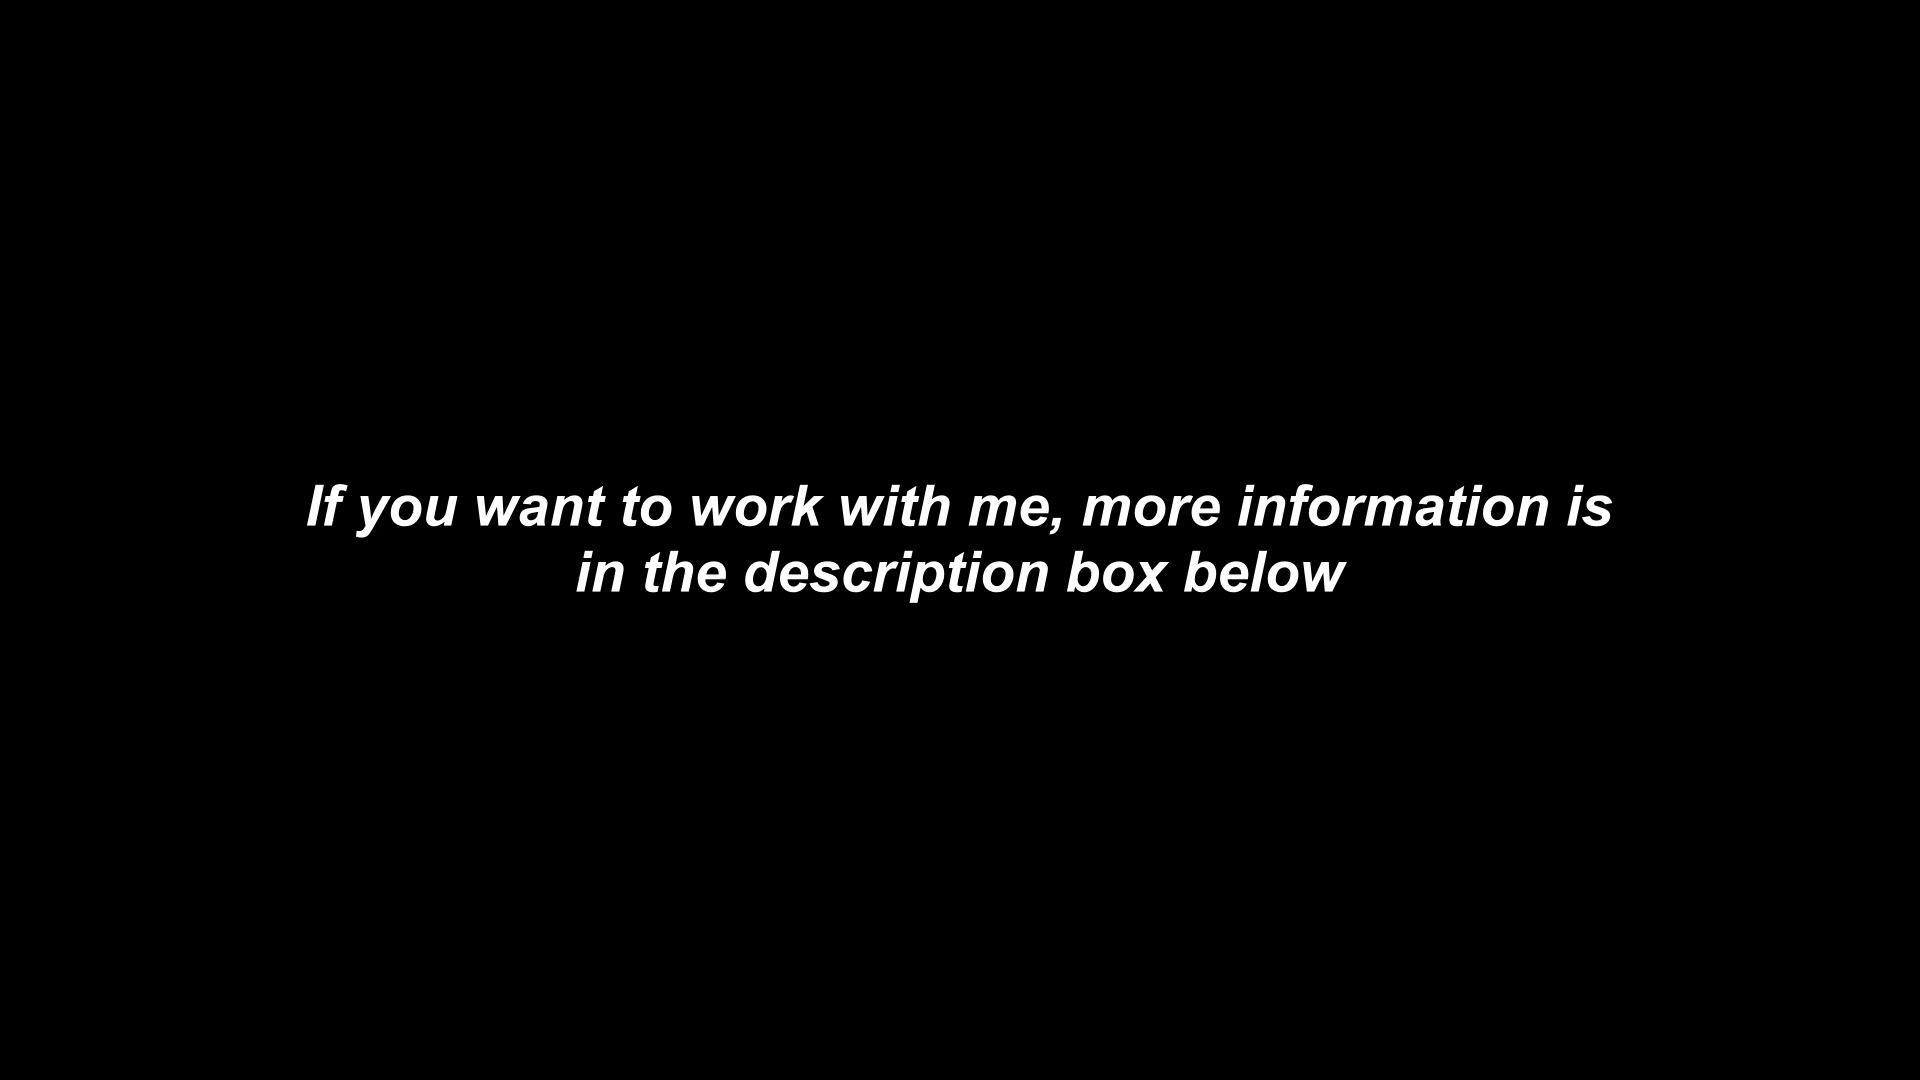 If you want to work with me, more information is
in the description box below